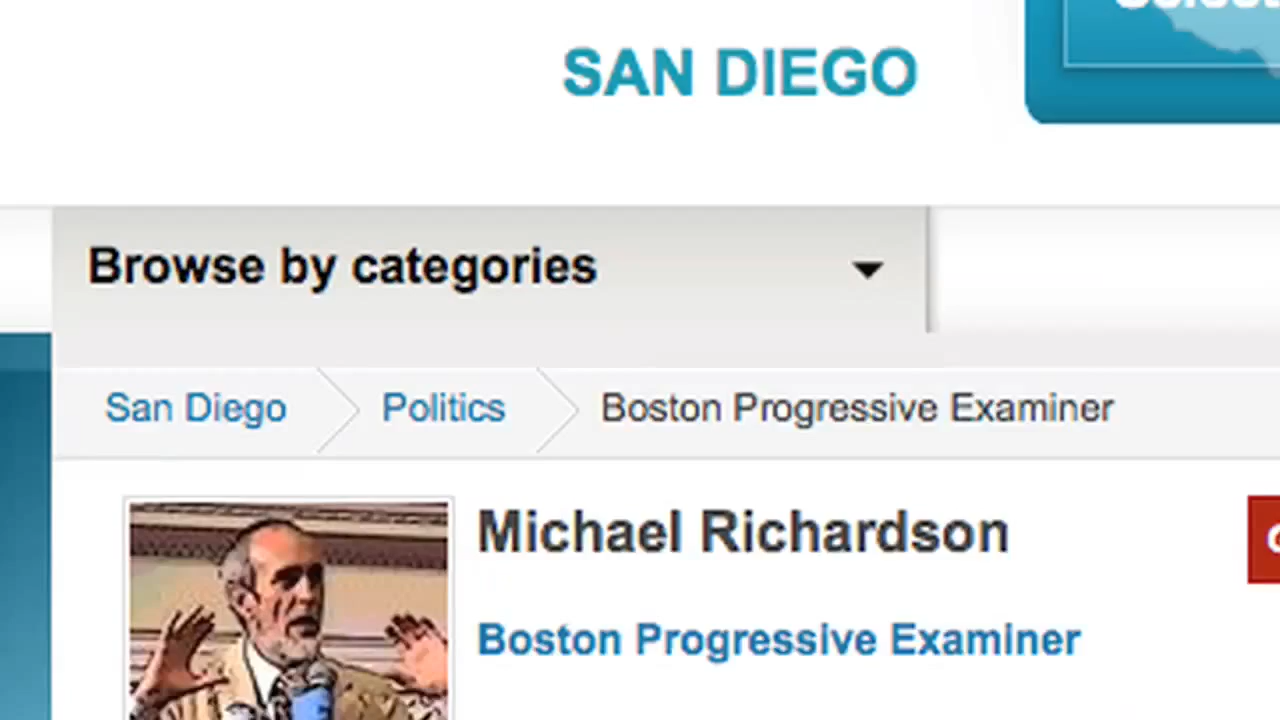 SAN DIEGO
Browse by categories
San Diego Politics Boston Progressive Examiner
Michael Richardson
Boston Progressive Examiner